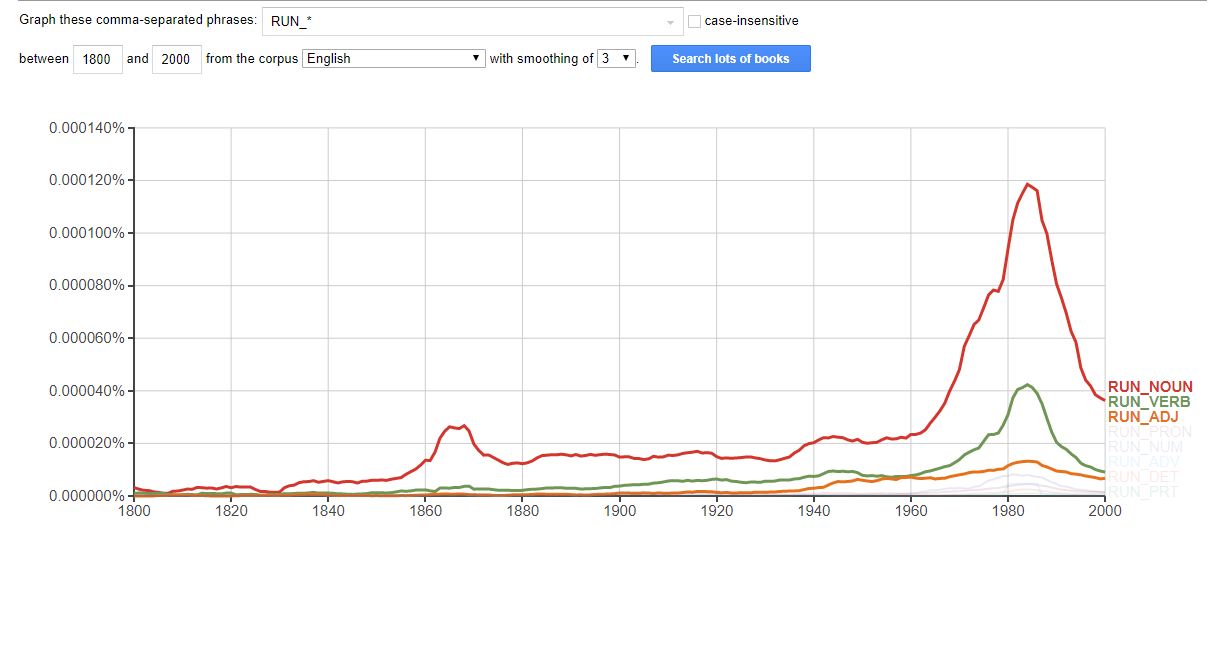 Graph these comma-separated phrases: RUN_* case-insensitive
between 1800 and 2000 from the corpus English with smoothing of 3 . Search lots of books
0.000140%
0.000120%
0.000100%
0.000080%
0.000060%
0.000040%
0.000020%
0.000000%
1800 1820 1840 1860 1880 1900 1920 1940 1960 1980 2000
RUN_NOUN
RUN_VERB
RUN_ADJ
RUN_PRON
RUN_NUM
RUN_ADV
RUN_DET
RUN_PRT